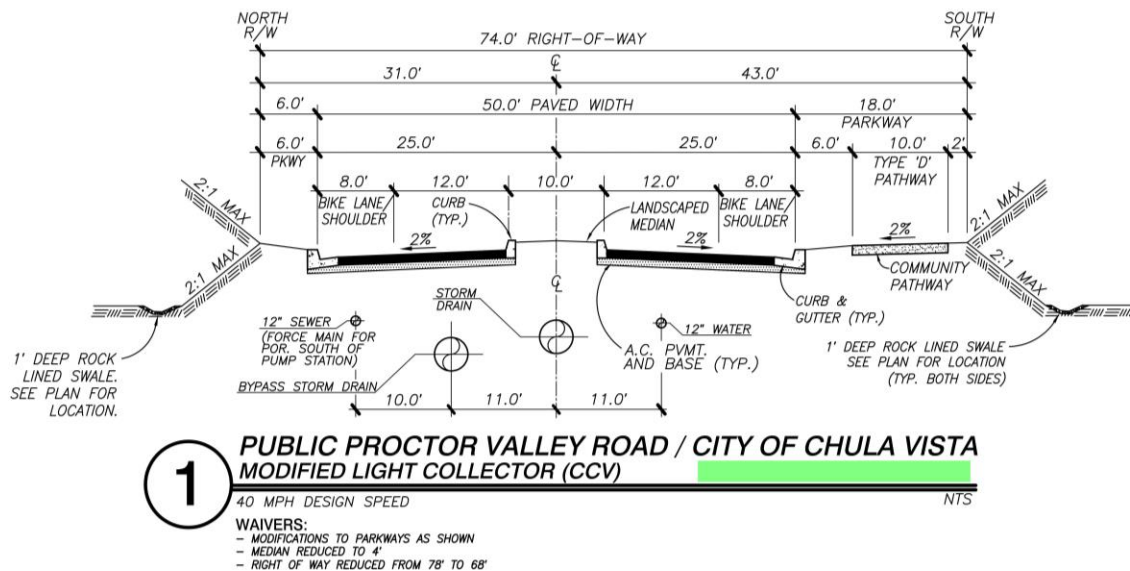 NORTH
R/W
SOUTH
R/W
74.0' RIGHT-OF-WAY
℄
31.0'
43.0'
6.0'
50.0' PAVED WIDTH
18.0'
PARKWAY
6.0'
PKWY
25.0'
25.0'
6.0'
10.0'
2'
TYPE 'D'
PATHWAY
8.0'
12.0'
10.0'
12.0'
8.0'
BIKE LANE
SHOULDER
CURB
(TYP.)
LANDSCAPED
MEDIAN
BIKE LANE
SHOULDER
2:1 MAX
2:1 MAX
2%
2%
2%
2:1 MAX
2:1 MAX
COMMUNITY
PATHWAY
℄
STORM
DRAIN
CURB &
GUTTER (TYP.)
12" SEWER
(FORCE MAIN FOR
POR. SOUTH OF
PUMP STATION)
12" WATER
BYPASS STORM DRAIN
A.C. PVMT.
AND BASE (TYP.)
1' DEEP ROCK
LINED SWALE.
SEE PLAN FOR
LOCATION.
1' DEEP ROCK LINED SWALE
SEE PLAN FOR LOCATION
(TYP. BOTH SIDES)
10.0'
11.0'
11.0'
1
PUBLIC PROCTOR VALLEY ROAD / CITY OF CHULA VISTA
MODIFIED LIGHT COLLECTOR (CCV)
40 MPH DESIGN SPEED
NTS
WAIVERS:
- MODIFICATIONS TO PARKWAYS AS SHOWN
- MEDIAN REDUCED TO 4'
- RIGHT OF WAY REDUCED FROM 78' TO 68'